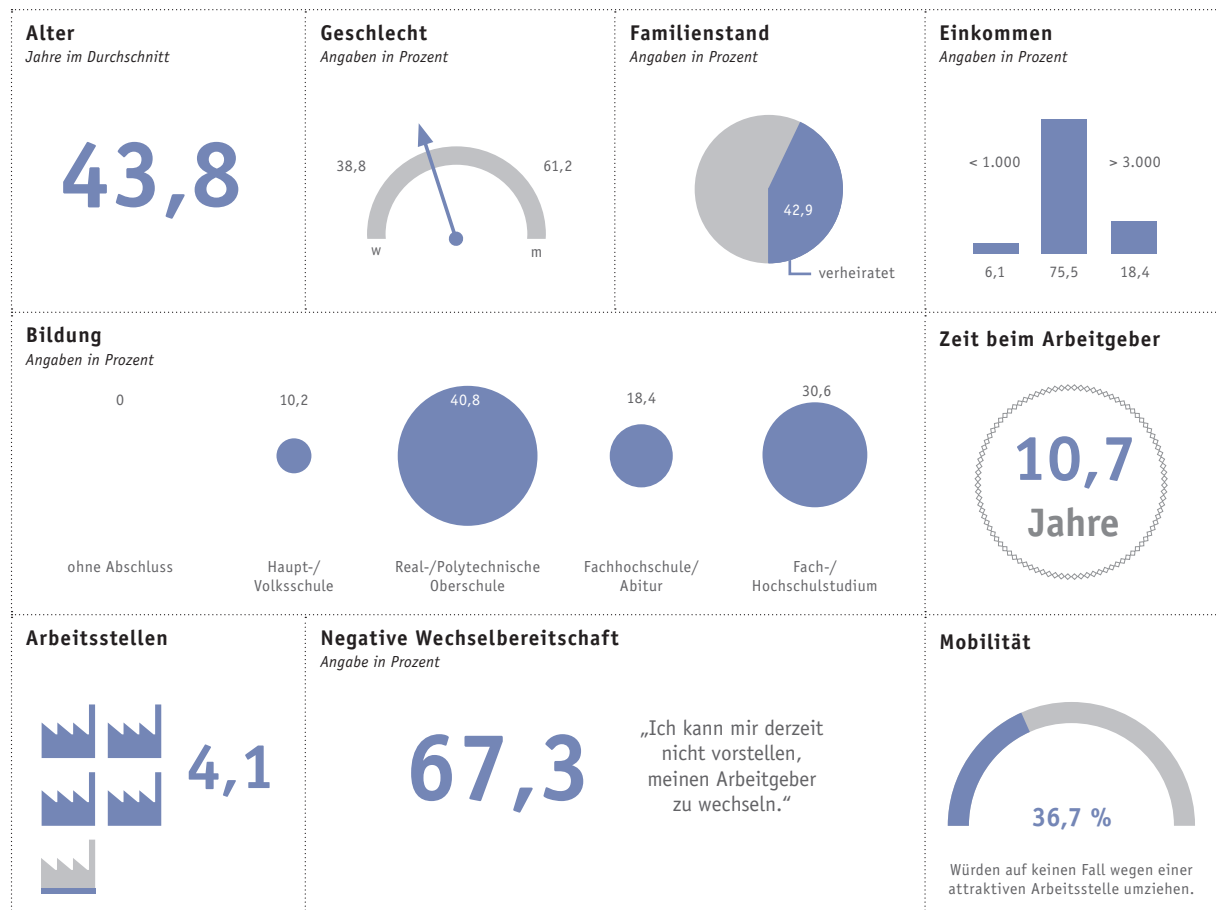 Alter
Jahre im Durchschnitt
43,8
Geschlecht
Angaben in Prozent
38,8
61,2
w
m
Familienstand
Angaben in Prozent
42,9
verheiratet
Einkommen
Angaben in Prozent
< 1.000
> 3.000
6,1
75,5
18,4
Bildung
Angaben in Prozent
0
10,2
40,8
18,4
30,6
ohne Abschluss
Haupt-/
Volksschule
Real-/Polytechnische
Oberschule
Fachhochschule/
Abitur
Fach-/
Hochschulstudium
Zeit beim Arbeitgeber
10,7
Jahre
Arbeitsstellen
4,1
Negative Wechselbereitschaft
Angabe in Prozent
67,3
„Ich kann mir derzeit
nicht vorstellen,
meinen Arbeitgeber
zu wechseln.“
Mobilität
36,7 %
Würden auf keinen Fall wegen einer
attraktiven Arbeitsstelle umziehen.